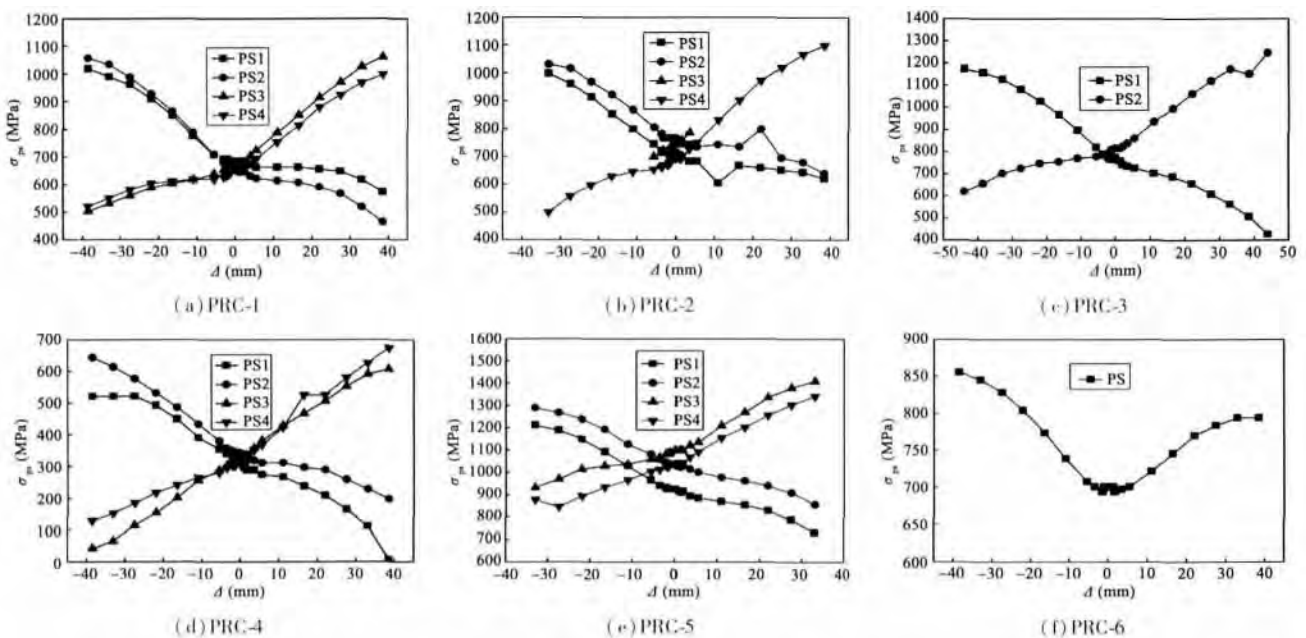 1200
1100
1000
900
800
700
600
500
400
σps (MPa)
PS1
PS2
PS3
PS4
-40 -30 -20 -10 0 10 20 30 40
Δ (mm)
(a)PRC-1
1200
1100
1000
900
800
700
600
500
400
σps (MPa)
PS1
PS2
PS3
PS4
-40 -30 -20 -10 0 10 20 30 40
Δ (mm)
(b)PRC-2
1400
1300
1200
1100
1000
900
800
700
600
500
400
σps (MPa)
PS1
PS2
-50 -40 -30 -20 -10 0 10 20 30 40 50
Δ (mm)
(c)PRC-3
700
600
500
400
300
200
100
0
σps (MPa)
PS1
PS2
PS3
PS4
-40 -30 -20 -10 0 10 20 30 40
Δ (mm)
(d)PRC-4
1600
1500
1400
1300
1200
1100
1000
900
800
700
600
σps (MPa)
PS1
PS2
PS3
PS4
-30 -20 -10 0 10 20 30
Δ (mm)
(e)PRC-5
900
850
800
750
700
650
600
σps (MPa)
PS
-40 -30 -20 -10 0 10 20 30 40
Δ (mm)
(f)PRC-6